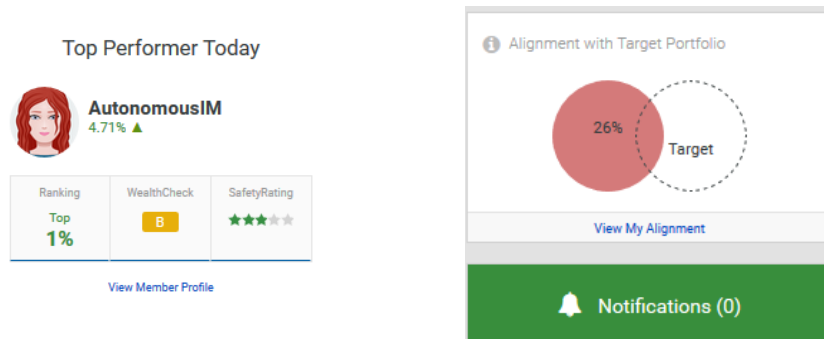 Top Performer Today
AutonomousIM
4.71% ▲
Ranking
WealthCheck
SafetyRating
Top
1%
B
View Member Profile
Alignment with Target Portfolio
26%
Target
View My Alignment
Notifications (0)